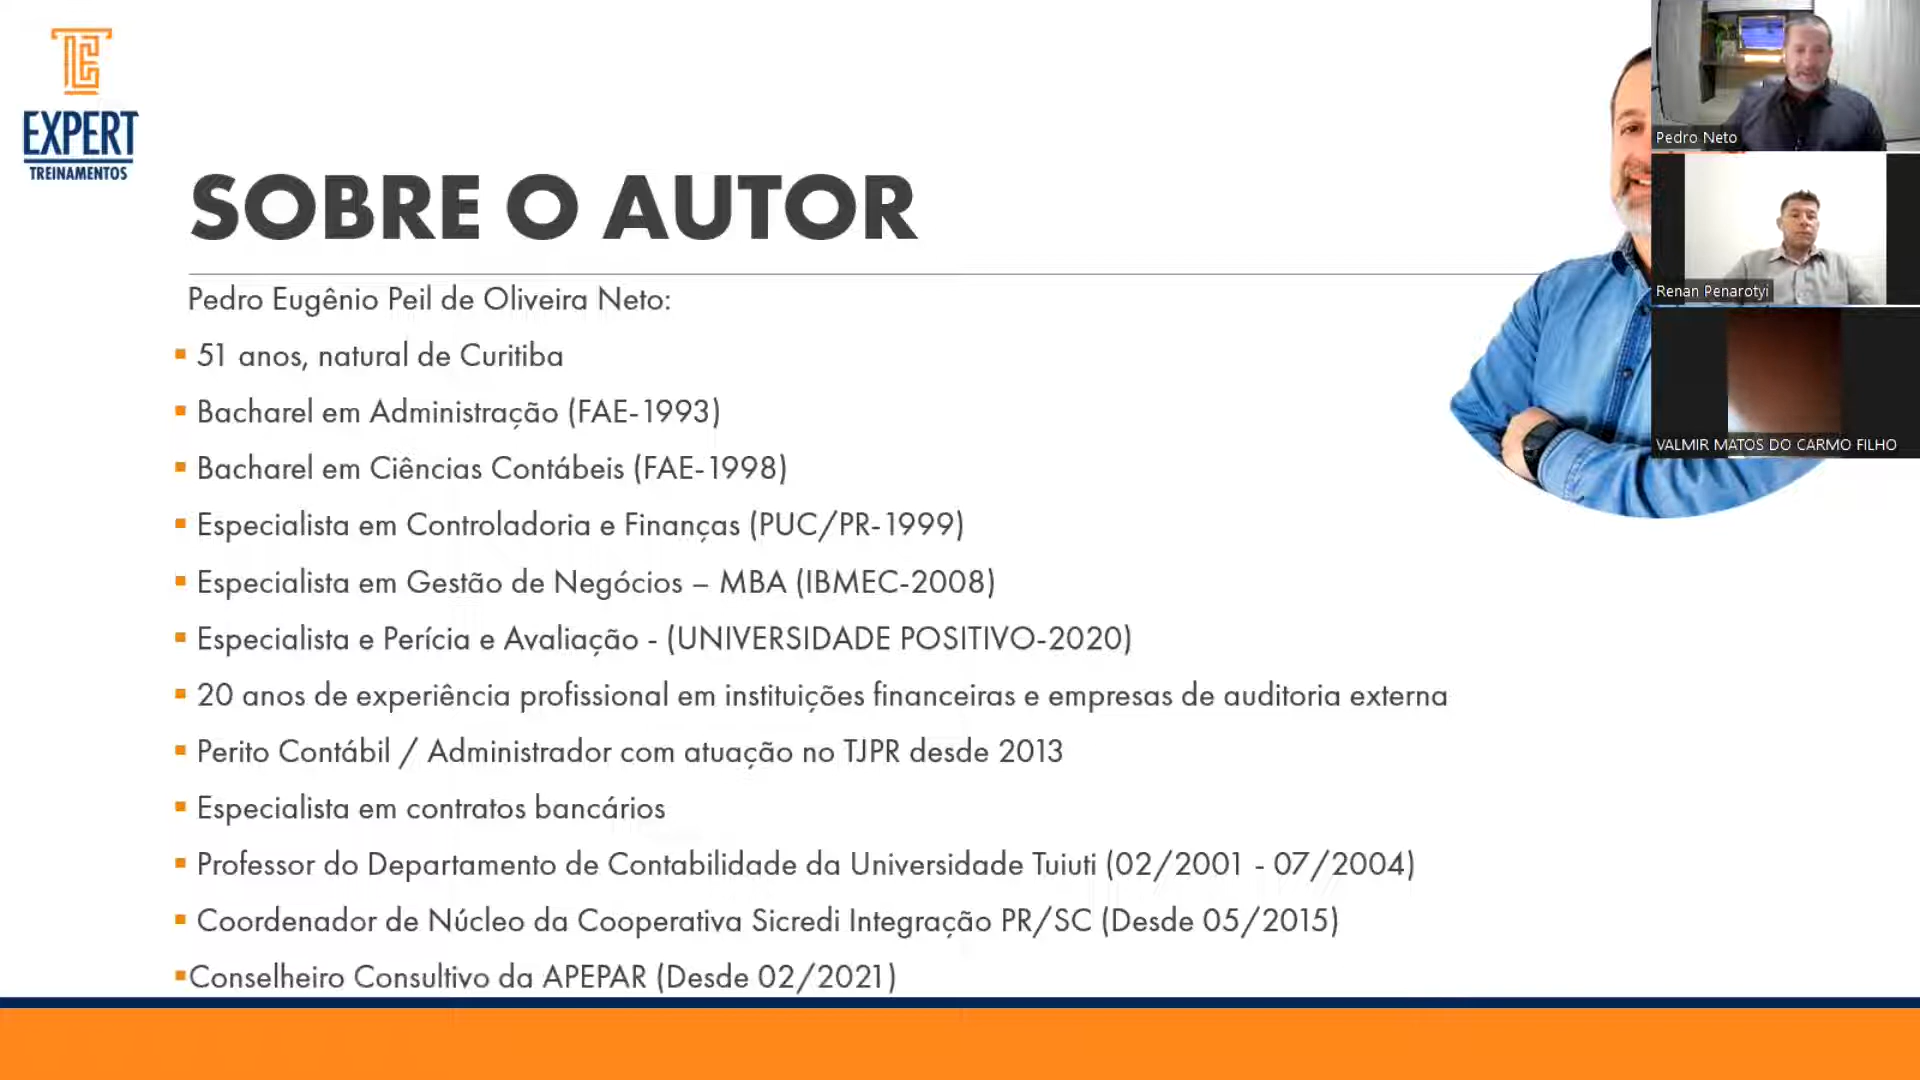 EXPERT
TREINAMENTOS
SOBRE O AUTOR
Pedro Eugênio Peil de Oliveira Neto:
51 anos, natural de Curitiba
Bacharel em Administração (FAE-1993)
Bacharel em Ciências Contábeis (FAE-1998)
Especialista em Controladoria e Finanças (PUC/PR-1999)
Especialista em Gestão de Negócios – MBA (IBMEC-2008)
Especialista e Perícia e Avaliação - (UNIVERSIDADE POSITIVO-2020)
20 anos de experiência profissional em instituições financeiras e empresas de auditoria externa
Perito Contábil / Administrador com atuação no TJPR desde 2013
Especialista em contratos bancários
Professor do Departamento de Contabilidade da Universidade Tuiuti (02/2001 - 07/2004)
Coordenador de Núcleo da Cooperativa Sicredi Integração PR/SC (Desde 05/2015)
Conselheiro Consultivo da APEPAR (Desde 02/2021)
Pedro Neto
Renan Penarotyi
VALMIR MATOS DO CARMO FILHO